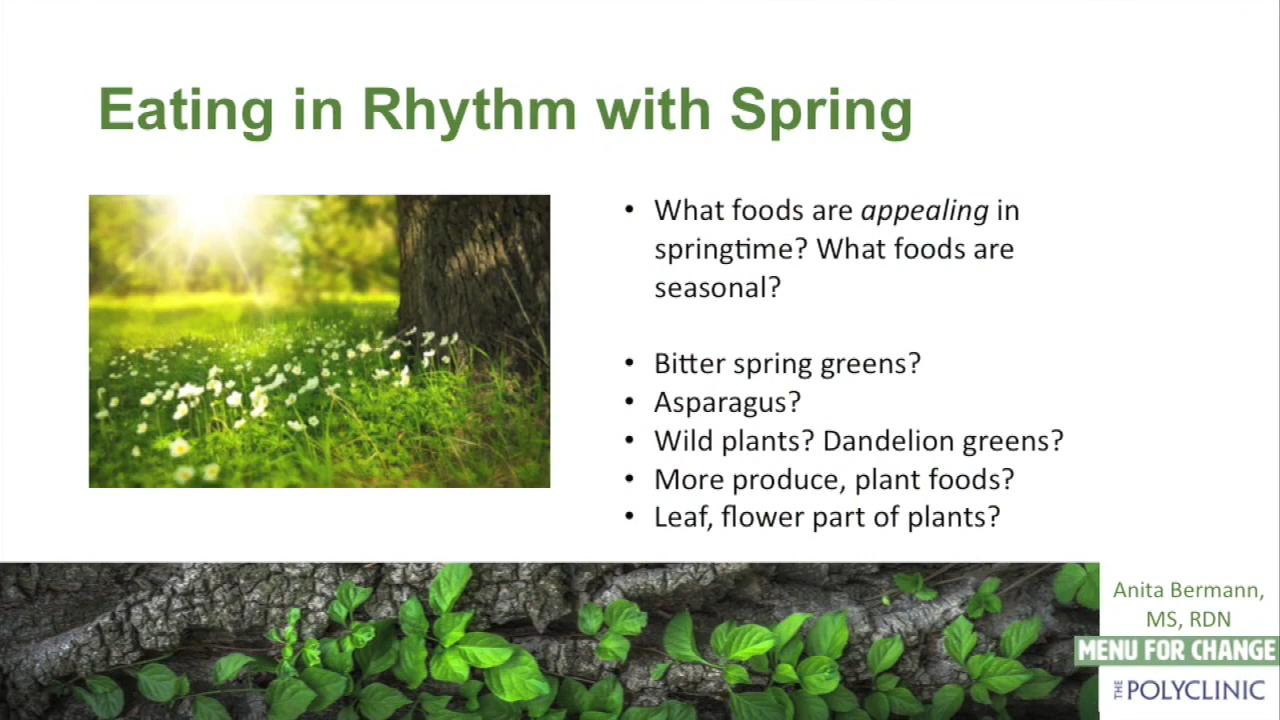 Eating in Rhythm with Spring
• What foods are appealing in
springtime? What foods are
seasonal?
• Bitter spring greens?
• Asparagus?
• Wild plants? Dandelion greens?
• More produce, plant foods?
• Leaf, flower part of plants?
Anita Bermann,
MS, RDN
MENU FOR CHANGE
THE POLYCLINIC